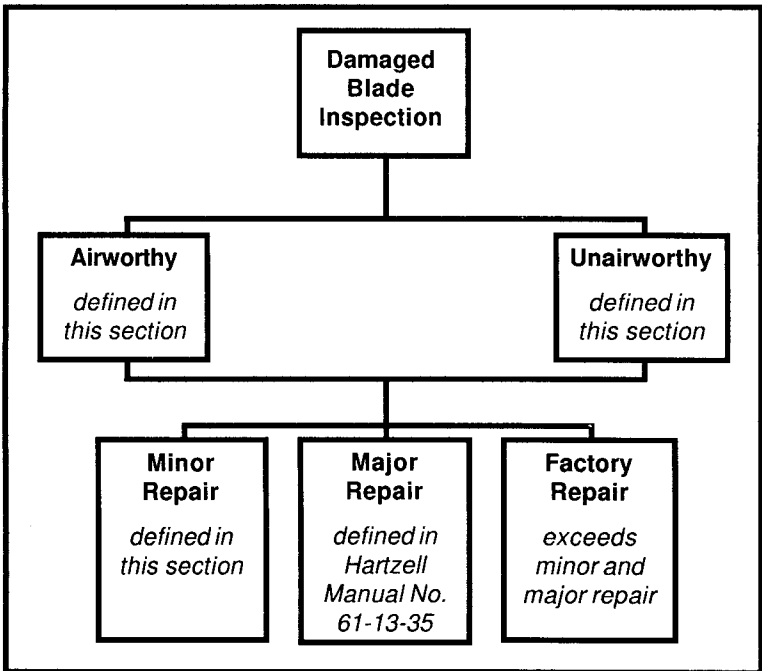 Damaged
Blade
Inspection
Airworthy
defined in
this section
Unairworthy
defined in
this section
Minor
Repair
defined in
this section
Major
Repair
defined in
Hartzell
Manual No.
61-13-35
Factory
Repair
exceeds
minor and
major repair